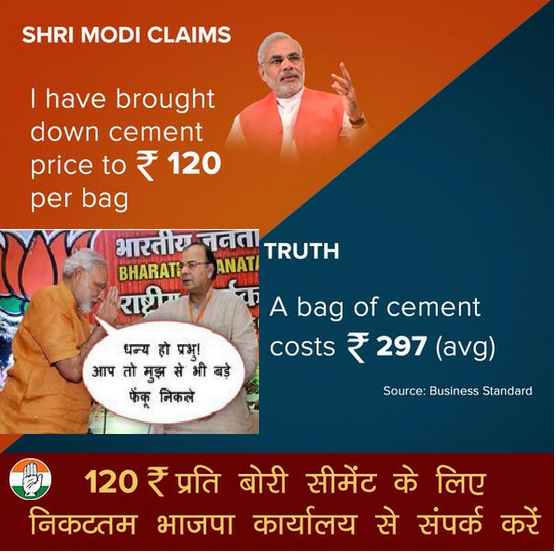 SHRI MODI CLAIMS
I have brought
down cement
price to ₹ 120
per bag
भारतीय जनता
BHARATI
ANATA
राष्ट्रीय
धन्य हो प्रभु!
आप तो मुझ से भी बड़े
फेंकू निकले
TRUTH
A bag of cement
costs ₹ 297 (avg)
Source: Business Standard
120 ₹ प्रति बोरी सीमेंट के लिए
निकटतम भाजपा कार्यालय से संपर्क करें